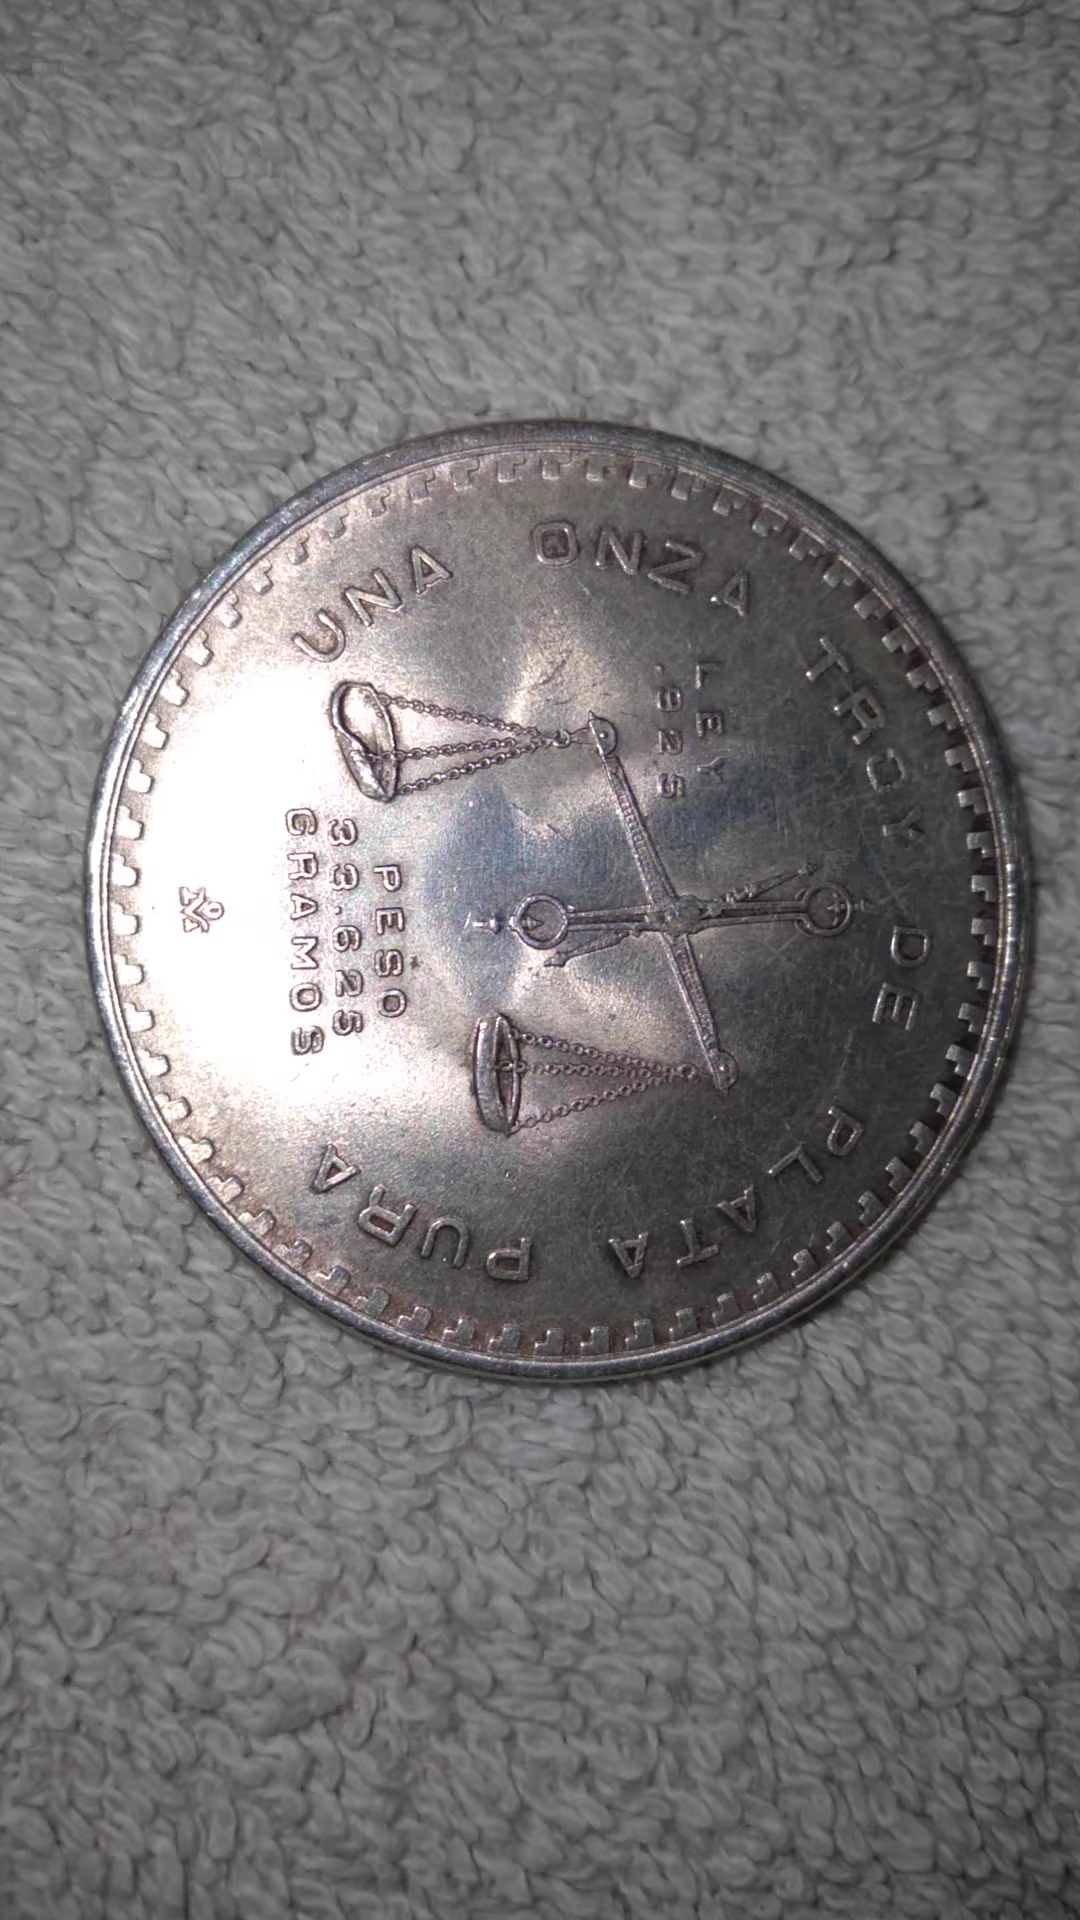 UNA ONZA TROY DE PLATA PURA
LEY
.925
PESO
33.625
GRAMOS